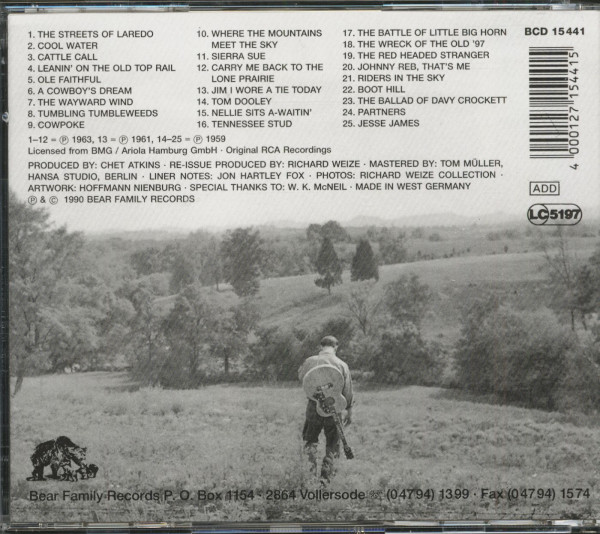 1. THE STREETS OF LAREDO
2. COOL WATER
3. CATTLE CALL
4. LEANIN' ON THE OLD TOP RAIL
5. OLE FAITHFUL
6. A COWBOY'S DREAM
7. THE WAYWARD WIND
8. TUMBLING TUMBLEWEEDS
9. COWPOKE
10. WHERE THE MOUNTAINS
MEET THE SKY
11. SIERRA SUE
12. CARRY ME BACK TO THE
LONE PRAIRIE
13. JIM I WORE A TIE TODAY
14. TOM DOOLEY
15. NELLIE SITS A-WAITIN'
16. TENNESSEE STUD
17. THE BATTLE OF LITTLE BIG HORN
18. THE WRECK OF THE OLD '97
19. THE RED HEADED STRANGER
20. JOHNNY REB, THAT'S ME
21. RIDERS IN THE SKY
22. BOOT HILL
23. THE BALLAD OF DAVY CROCKETT
24. PARTNERS
25. JESSE JAMES
BCD 15441
4 000127 154415
1–12 = ℗ 1963, 13 = ℗ 1961, 14–25 = ℗ 1959
Licensed from BMG / Ariola Hamburg GmbH · Original RCA Recordings
PRODUCED BY: CHET ATKINS · RE-ISSUE PRODUCED BY: RICHARD WEIZE · MASTERED BY: TOM MÜLLER,
HANSA STUDIO, BERLIN · LINER NOTES: JON HARTLEY FOX · PHOTOS: RICHARD WEIZE COLLECTION ·
ARTWORK: HOFFMANN NIENBURG · SPECIAL THANKS TO: W. K. McNEIL · MADE IN WEST GERMANY
℗ & © 1990 BEAR FAMILY RECORDS
ADD
LC 5197
Bear Family Records P. O. Box 1154 - 2864 Vollersode ☏ (04794) 1399 · Fax (04794) 1574